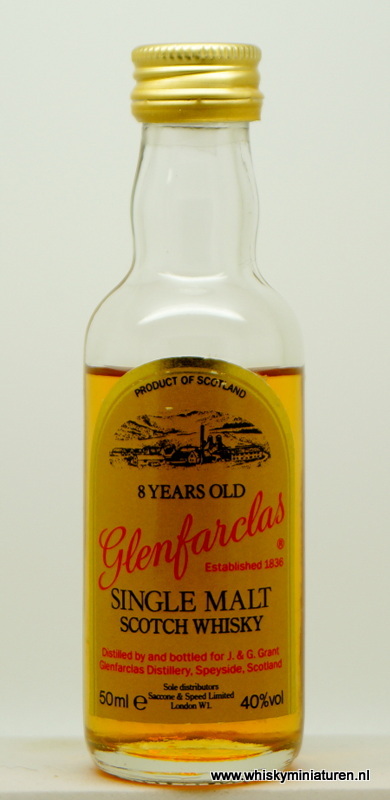 PRODUCT OF SCOTLAND
8 YEARS OLD
Glenfarclas
®
Established 1836
SINGLE MALT
SCOTCH WHISKY
Distilled by and bottled for J. & G. Grant
Glenfarclas Distillery, Speyside, Scotland
Sole distributors
Saccone & Speed Limited
London W1.
50ml ℮ 40%vol
www.whiskyminiaturen.nl